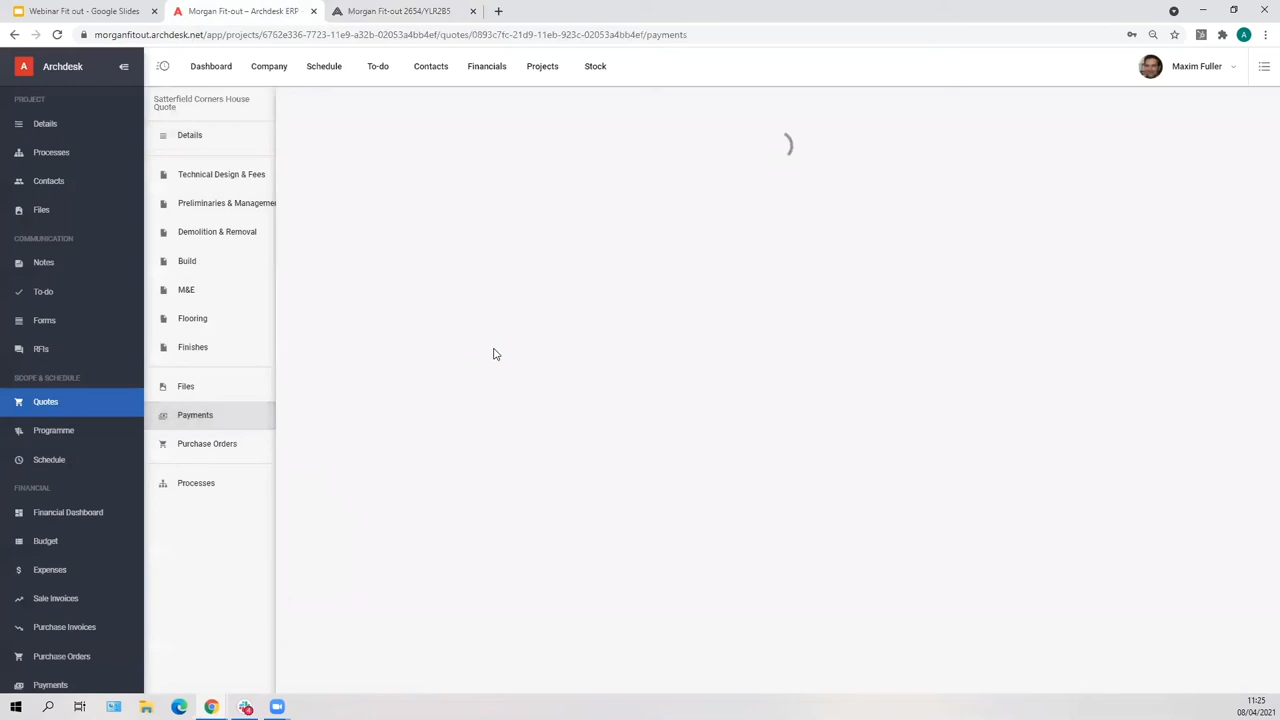 Webinar Fit out - Google Slides
Morgan Fit-out – Archdesk ERP
Morgan Fit-out 2654/YLR2B5
morganfitout.archdesk.net/app/projects/6762e336-7723-11e9-a32b-02053a4bb4ef/quotes/0893c7fc-21d9-11eb-923c-02053a4bb4ef/payments
A
A
Archdesk
Dashboard
Company
Schedule
To-do
Contacts
Financials
Projects
Stock
Maxim Fuller
PROJECT
Details
Processes
Contacts
Files
COMMUNICATION
Notes
To-do
Forms
RFIs
SCOPE & SCHEDULE
Quotes
Programme
Schedule
FINANCIAL
Financial Dashboard
Budget
Expenses
Sale Invoices
Purchase Invoices
Purchase Orders
Payments
Satterfield Corners House
Quote
Details
Technical Design & Fees
Preliminaries & Managemen
Demolition & Removal
Build
M&E
Flooring
Finishes
Files
Payments
Purchase Orders
Processes
11:25
08/04/2021